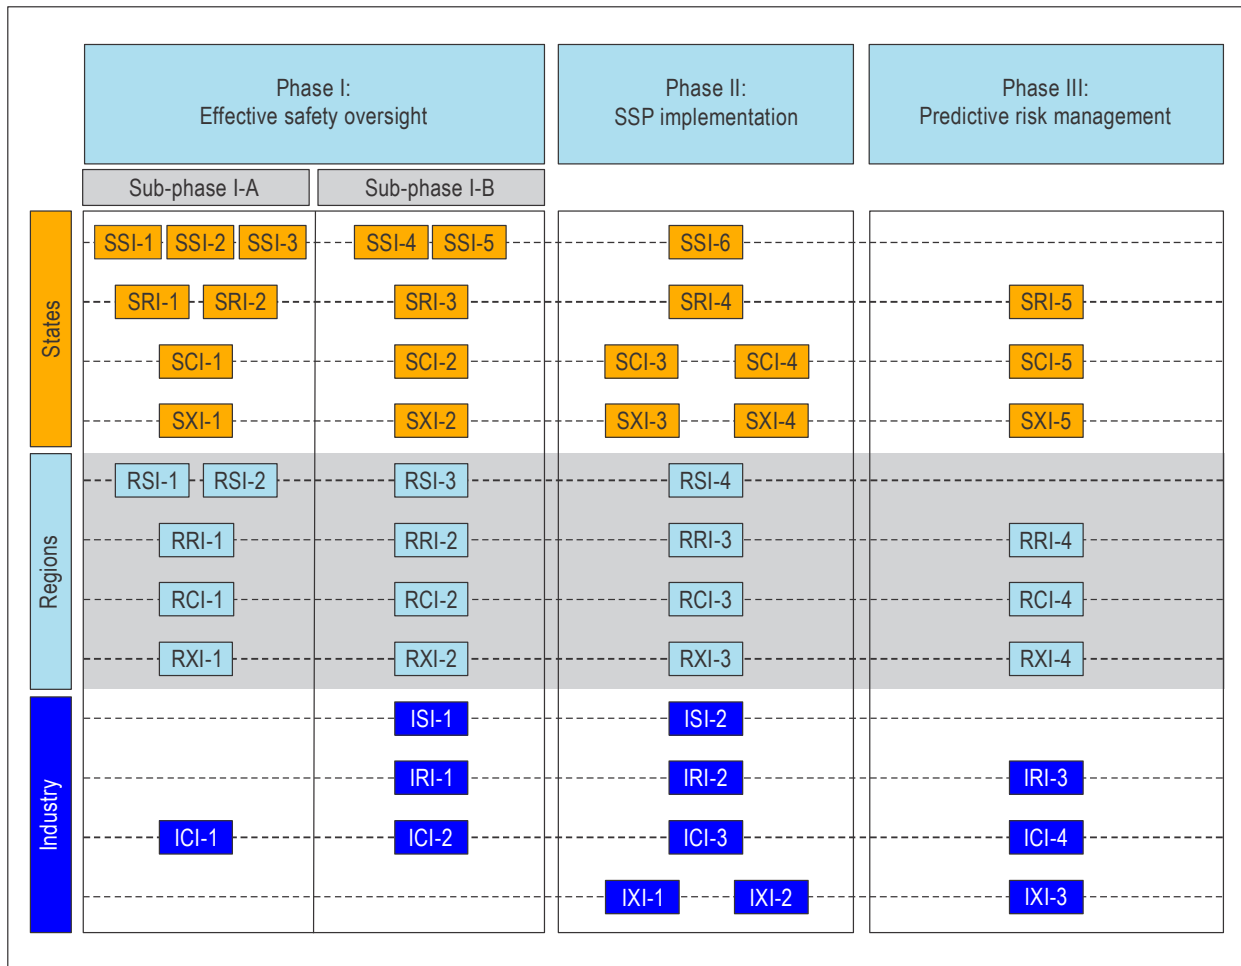 Phase I:
Effective safety oversight
Phase II:
SSP implementation
Phase III:
Predictive risk management
Sub-phase I-A
Sub-phase I-B
States
SSI-1 SSI-2 SSI-3 SSI-4 SSI-5 SSI-6
SRI-1 SRI-2 SRI-3 SRI-4 SRI-5
SCI-1 SCI-2 SCI-3 SCI-4 SCI-5
SXI-1 SXI-2 SXI-3 SXI-4 SXI-5
Regions
RSI-1 RSI-2 RSI-3 RSI-4
RRI-1 RRI-2 RRI-3 RRI-4
RCI-1 RCI-2 RCI-3 RCI-4
RXI-1 RXI-2 RXI-3 RXI-4
Industry
ISI-1 ISI-2
IRI-1 IRI-2 IRI-3
ICI-1 ICI-2 ICI-3 ICI-4
IXI-1 IXI-2 IXI-3